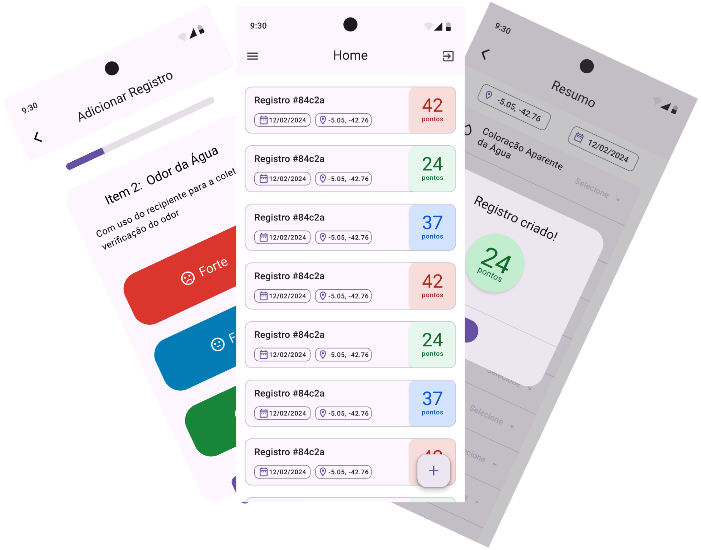 9:30
Adicionar Registro
Item 2: Odor da Água
Com uso do recipiente para a
verificação do odor
Forte
9:30
Home
Registro #84c2a
12/02/2024
-5.05, -42.76
42
pontos
Registro #84c2a
12/02/2024
-5.05, -42.76
24
pontos
Registro #84c2a
12/02/2024
-5.05, -42.76
37
pontos
Registro #84c2a
12/02/2024
-5.05, -42.76
42
pontos
Registro #84c2a
12/02/2024
-5.05, -42.76
24
pontos
Registro #84c2a
12/02/2024
-5.05, -42.76
37
pontos
Registro #84c2a
12/02/2024
-5.05, -42.76
9:30
Resumo
-5.05, -42.76
12/02/2024
Coloração Aparente
da Agua
Selecione
Registro criado!
24
pontos
Selecione
Selecione